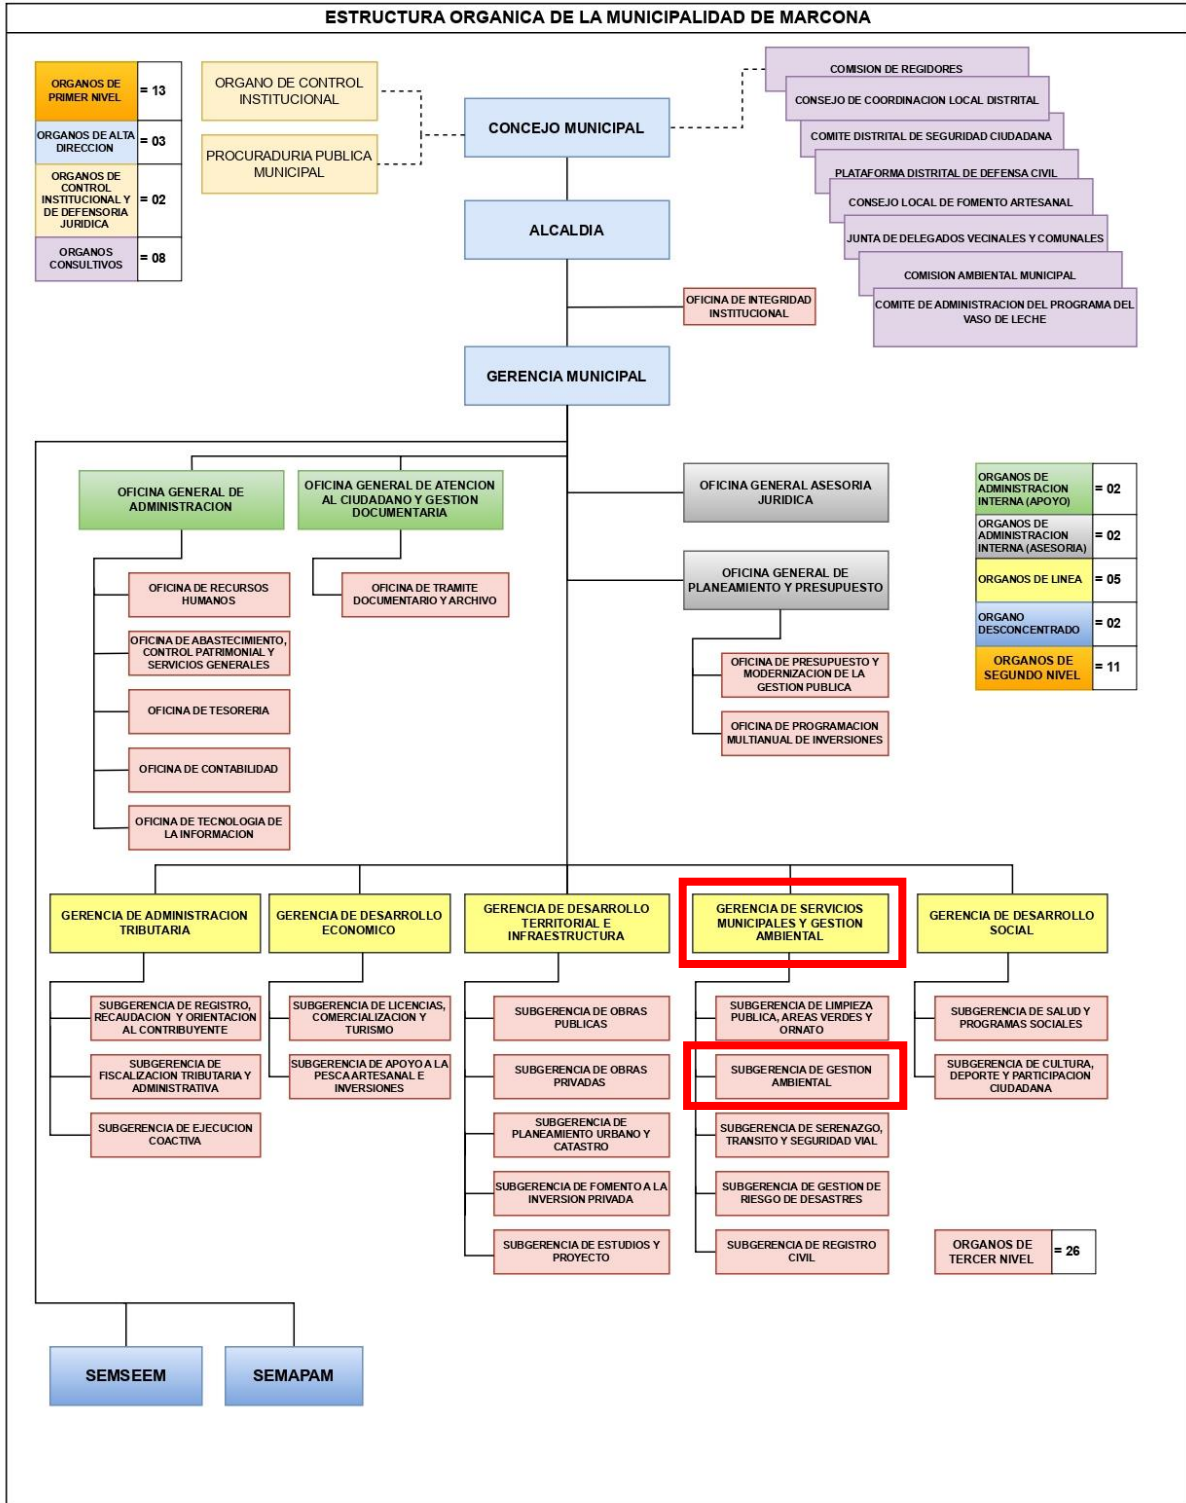 ESTRUCTURA ORGANICA DE LA MUNICIPALIDAD DE MARCONA
ORGANOS DE
PRIMER NIVEL
= 13
ORGANOS DE ALTA
DIRECCION
= 03
ORGANOS DE
CONTROL
INSTITUCIONAL Y
DE DEFENSORIA
JURIDICA
= 02
ORGANOS
CONSULTIVOS
= 08
ORGANO DE CONTROL
INSTITUCIONAL
PROCURADURIA PUBLICA
MUNICIPAL
CONCEJO MUNICIPAL
COMISION DE REGIDORES
CONSEJO DE COORDINACION LOCAL DISTRITAL
COMITE DISTRITAL DE SEGURIDAD CIUDADANA
PLATAFORMA DISTRITAL DE DEFENSA CIVIL
CONSEJO LOCAL DE FOMENTO ARTESANAL
JUNTA DE DELEGADOS VECINALES Y COMUNALES
COMISION AMBIENTAL MUNICIPAL
COMITE DE ADMINISTRACION DEL PROGRAMA DEL
VASO DE LECHE
ALCALDIA
OFICINA DE INTEGRIDAD
INSTITUCIONAL
GERENCIA MUNICIPAL
OFICINA GENERAL DE
ADMINISTRACION
OFICINA GENERAL DE ATENCION
AL CIUDADANO Y GESTION
DOCUMENTARIA
OFICINA GENERAL ASESORIA
JURIDICA
OFICINA GENERAL DE
PLANEAMIENTO Y PRESUPUESTO
ORGANOS DE
ADMINISTRACION
INTERNA (APOYO)
= 02
ORGANOS DE
ADMINISTRACION
INTERNA (ASESORIA)
= 02
ORGANOS DE LINEA
= 05
ORGANO
DESCONCENTRADO
= 02
ORGANOS DE
SEGUNDO NIVEL
= 11
OFICINA DE RECURSOS
HUMANOS
OFICINA DE ABASTECIMIENTO,
CONTROL PATRIMONIAL Y
SERVICIOS GENERALES
OFICINA DE TESORERIA
OFICINA DE CONTABILIDAD
OFICINA DE TECNOLOGIA DE
LA INFORMACION
OFICINA DE TRAMITE
DOCUMENTARIO Y ARCHIVO
OFICINA DE PRESUPUESTO Y
MODERNIZACION DE LA
GESTION PUBLICA
OFICINA DE PROGRAMACION
MULTIANUAL DE INVERSIONES
GERENCIA DE ADMINISTRACION
TRIBUTARIA
GERENCIA DE DESARROLLO
ECONOMICO
GERENCIA DE DESARROLLO
TERRITORIAL E
INFRAESTRUCTURA
GERENCIA DE SERVICIOS
MUNICIPALES Y GESTION
AMBIENTAL
GERENCIA DE DESARROLLO
SOCIAL
SUBGERENCIA DE REGISTRO,
RECAUDACION Y ORIENTACION
AL CONTRIBUYENTE
SUBGERENCIA DE
FISCALIZACION TRIBUTARIA Y
ADMINISTRATIVA
SUBGERENCIA DE EJECUCION
COACTIVA
SUBGERENCIA DE LICENCIAS,
COMERCIALIZACION Y
TURISMO
SUBGERENCIA DE APOYO A LA
PESCA ARTESANAL E
INVERSIONES
SUBGERENCIA DE OBRAS
PUBLICAS
SUBGERENCIA DE OBRAS
PRIVADAS
SUBGERENCIA DE
PLANEAMIENTO URBANO Y
CATASTRO
SUBGERENCIA DE FOMENTO A LA
INVERSION PRIVADA
SUBGERENCIA DE ESTUDIOS Y
PROYECTO
SUBGERENCIA DE LIMPIEZA
PUBLICA, AREAS VERDES Y
ORNATO
SUBGERENCIA DE GESTION
AMBIENTAL
SUBGERENCIA DE SERENAZGO,
TRANSITO Y SEGURIDAD VIAL
SUBGERENCIA DE GESTION DE
RIESGO DE DESASTRES
SUBGERENCIA DE REGISTRO
CIVIL
SUBGERENCIA DE SALUD Y
PROGRAMAS SOCIALES
SUBGERENCIA DE CULTURA,
DEPORTE Y PARTICIPACION
CIUDADANA
ORGANOS DE
TERCER NIVEL
= 26
SEMSEEM
SEMAPAM